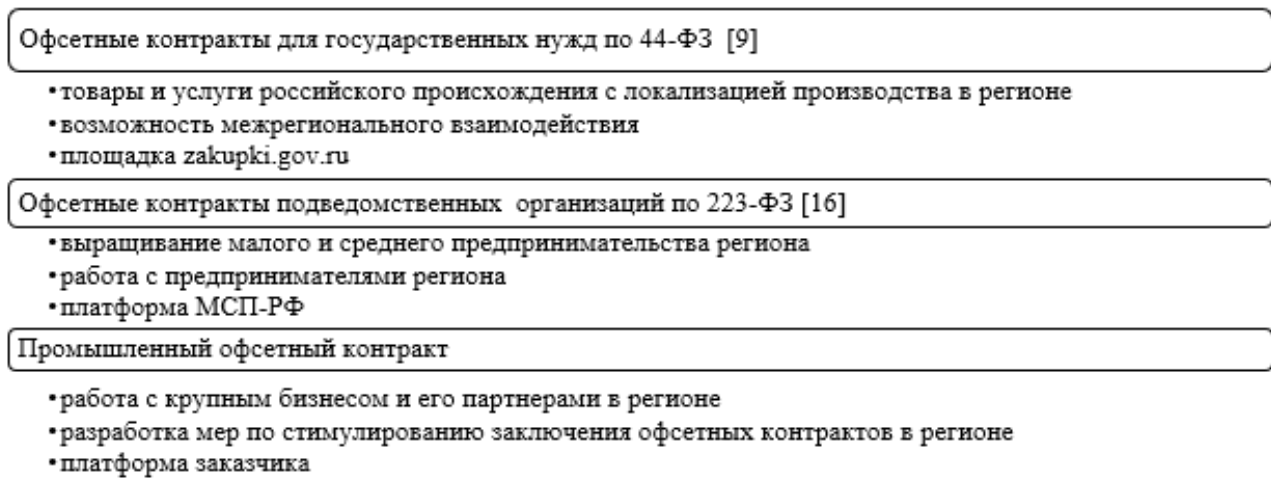 Офсетные контракты для государственных нужд по 44-ФЗ [9]
•товары и услуги российского происхождения с локализацией производства в регионе
•возможность межрегионального взаимодействия
•площадка zakupki.gov.ru
Офсетные контракты подведомственных организаций по 223-ФЗ [16]
•выращивание малого и среднего предпринимательства региона
•работа с предпринимателями региона
•платформа МСП-РФ
Промышленный офсетный контракт
•работа с крупным бизнесом и его партнерами в регионе
•разработка мер по стимулированию заключения офсетных контрактов в регионе
•платформа заказчика